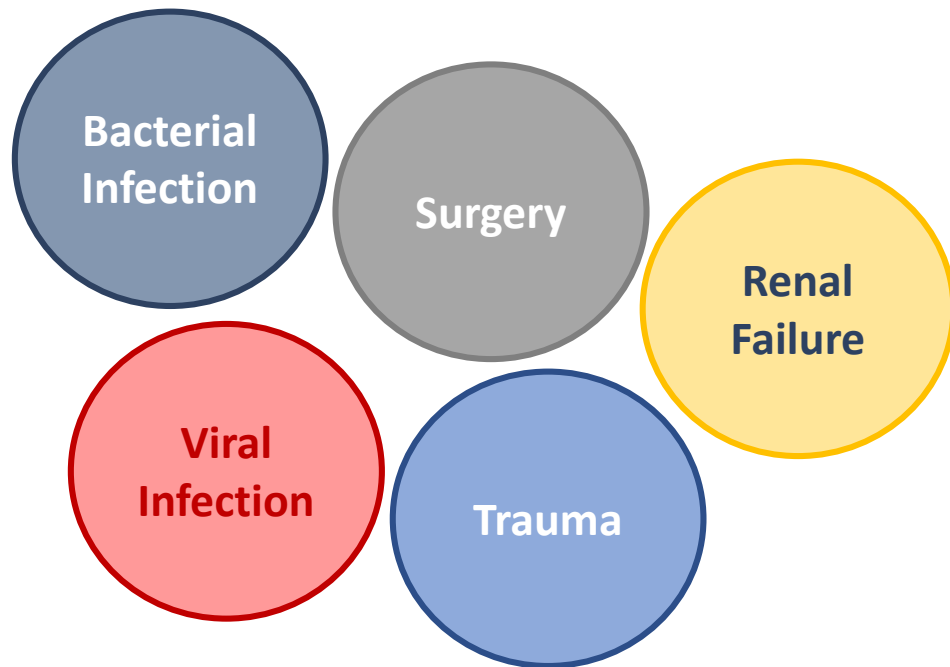 Bacterial
Infection
Surgery
Renal
Failure
Viral
Infection
Trauma